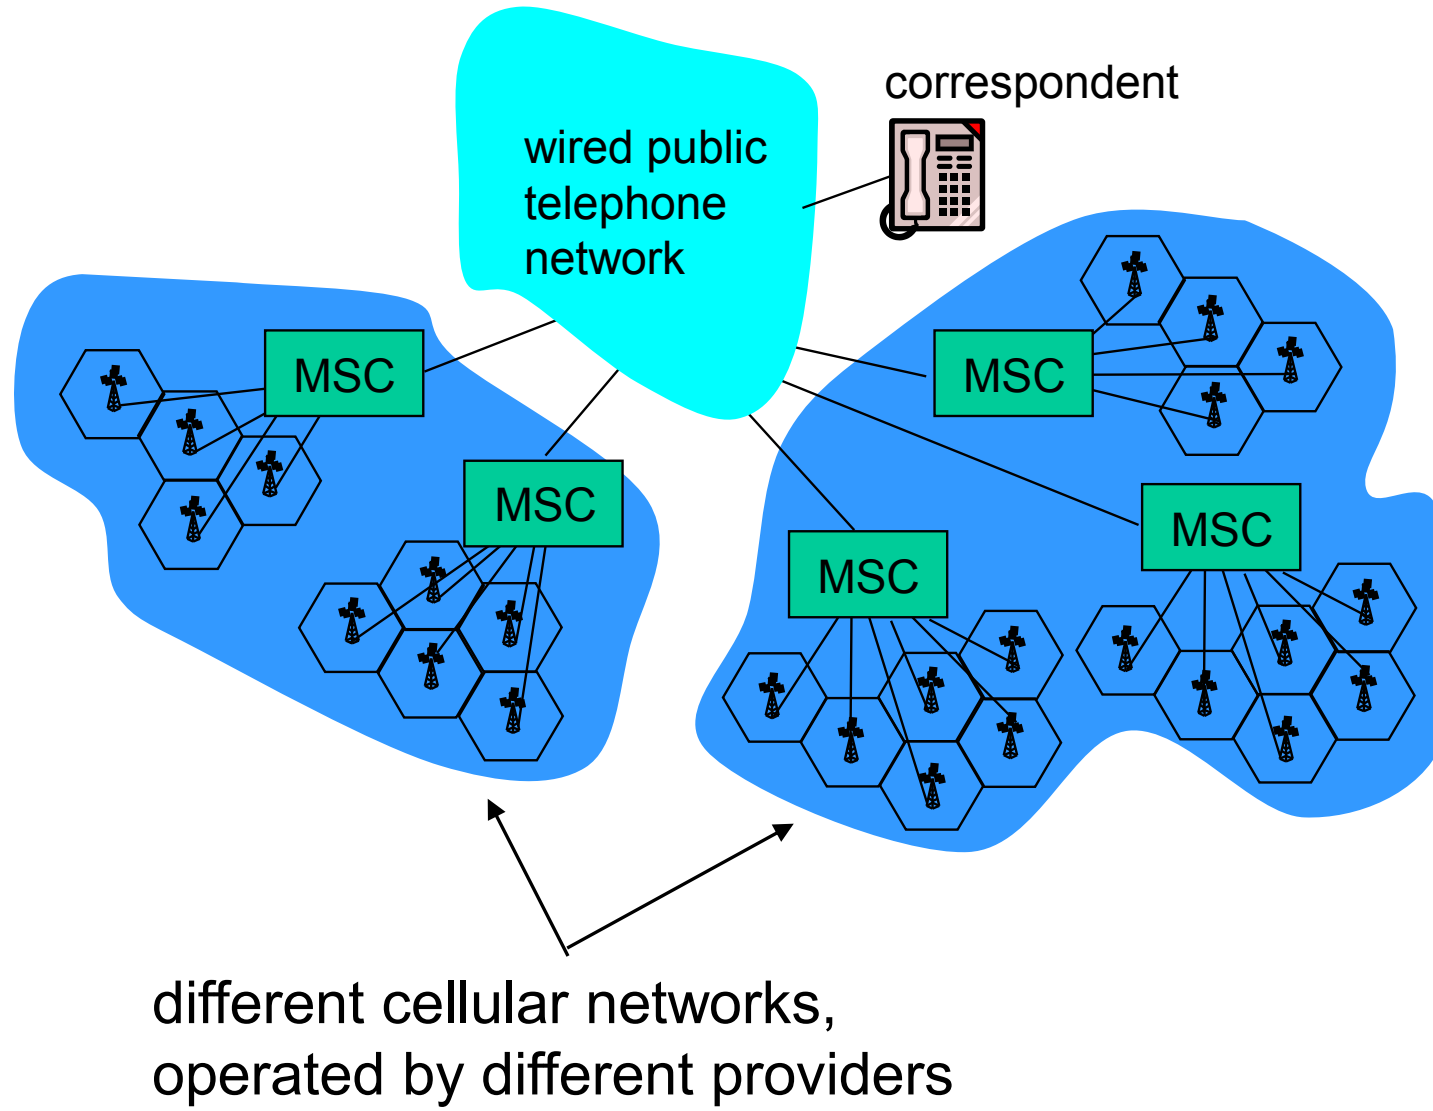 correspondent
wired public
telephone
network
MSC
MSC
MSC
MSC
MSC
different cellular networks,
operated by different providers